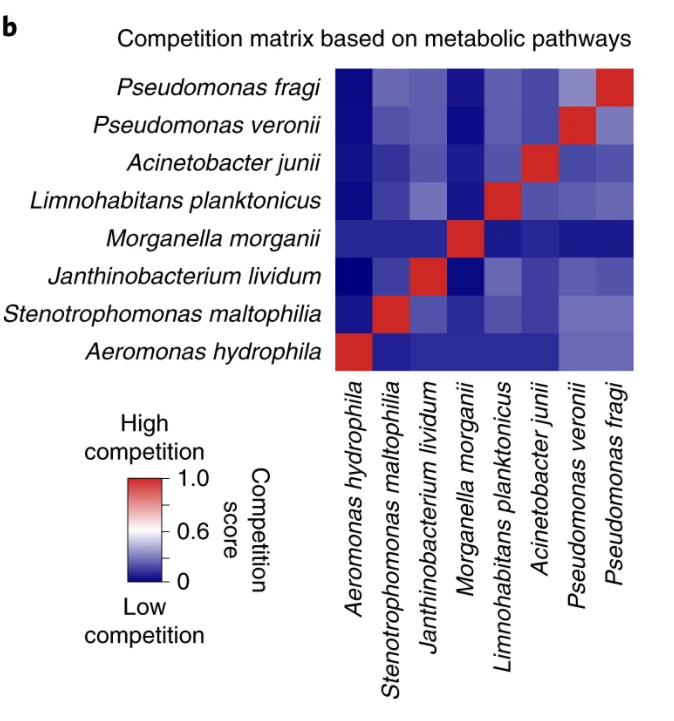 b
Competition matrix based on metabolic pathways
Pseudomonas fragi
Pseudomonas veronii
Acinetobacter junii
Limnohabitans planktonicus
Morganella morganii
Janthinobacterium lividum
Stenotrophomonas maltophilia
Aeromonas hydrophila
Aeromonas hydrophila
Stenotrophomonas maltophilia
Janthinobacterium lividum
Morganella morganii
Limnohabitans planktonicus
Acinetobacter junii
Pseudomonas veronii
Pseudomonas fragi
High
competition
1.0
0.6
0
Competition
score
Low
competition